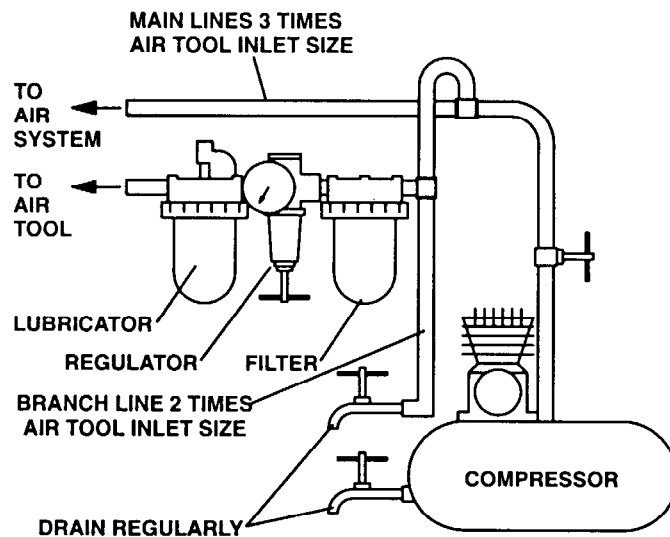 MAIN LINES 3 TIMES
AIR TOOL INLET SIZE
TO
AIR
SYSTEM
TO
AIR
TOOL
LUBRICATOR
REGULATOR
FILTER
BRANCH LINE 2 TIMES
AIR TOOL INLET SIZE
COMPRESSOR
DRAIN REGULARLY